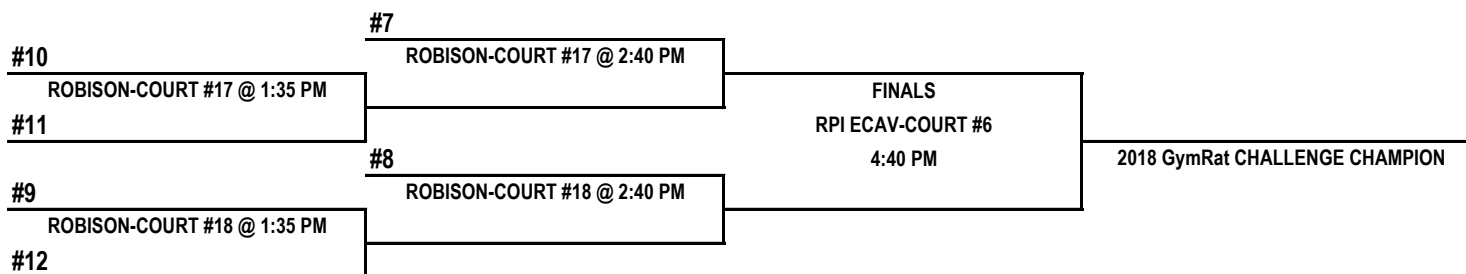 #7
#10
ROBISON-COURT #17 @ 2:40 PM
ROBISON-COURT #17 @ 1:35 PM
FINALS
#11
RPI ECAV-COURT #6
#8
4:40 PM
2018 GymRat CHALLENGE CHAMPION
#9
ROBISON-COURT #18 @ 2:40 PM
ROBISON-COURT #18 @ 1:35 PM
#12